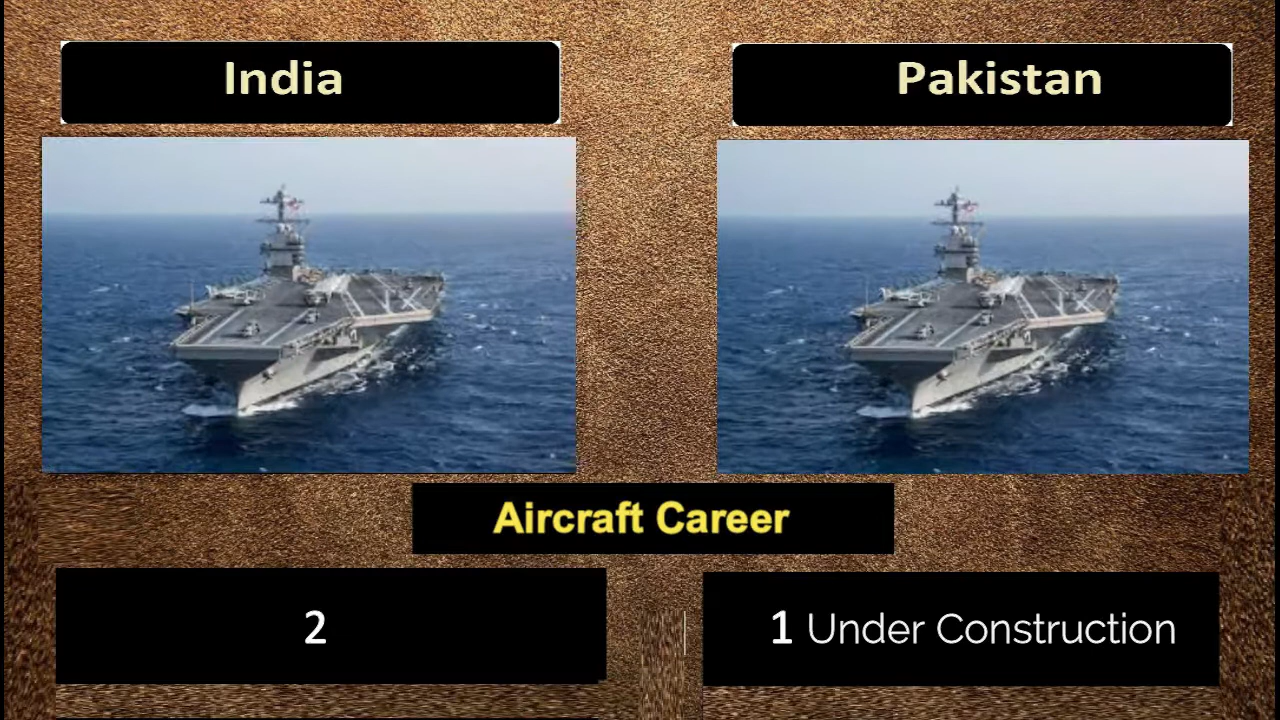 India
Pakistan
Aircraft Career
2
1 Under Construction